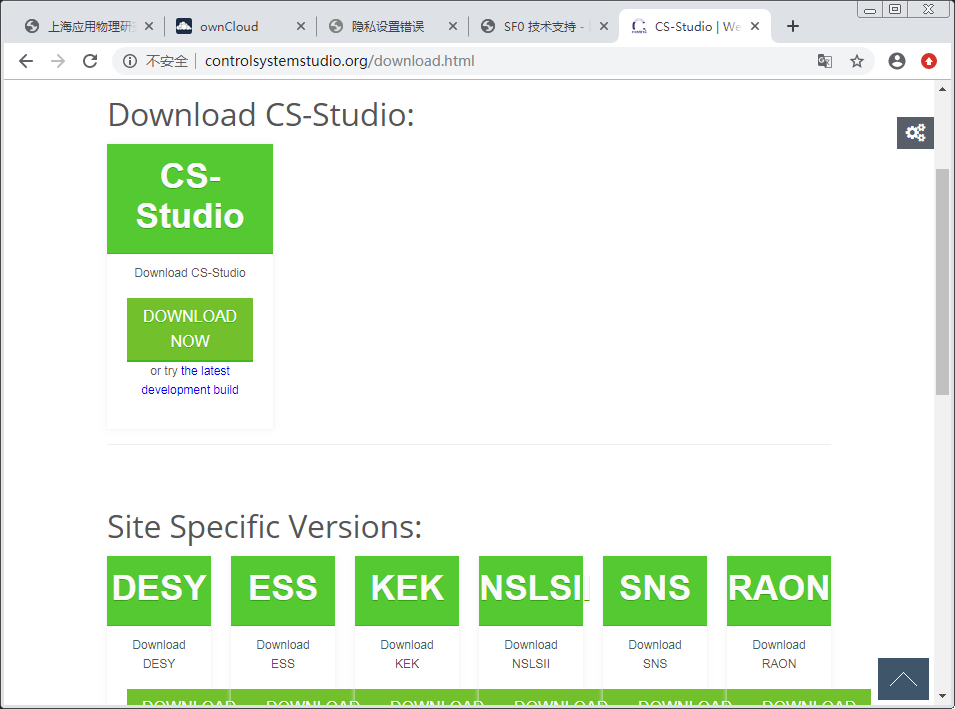 上海应用物理研
ownCloud
隐私设置错误
SF0 技术支持 -
CS-Studio | We
不安全
controlsystemstudio.org/download.html
Download CS-Studio:
CS-
Studio
Download CS-Studio
DOWNLOAD
NOW
or try the latest
development build
Site Specific Versions:
DESY ESS KEK NSLSII SNS RAON
Download Download Download Download Download Download
DESY ESS KEK NSLSII SNS RAON
DOWNLOAD DOWNLOAD DOWNLOAD DOWNLOAD DOWNLOAD DOWNLOAD